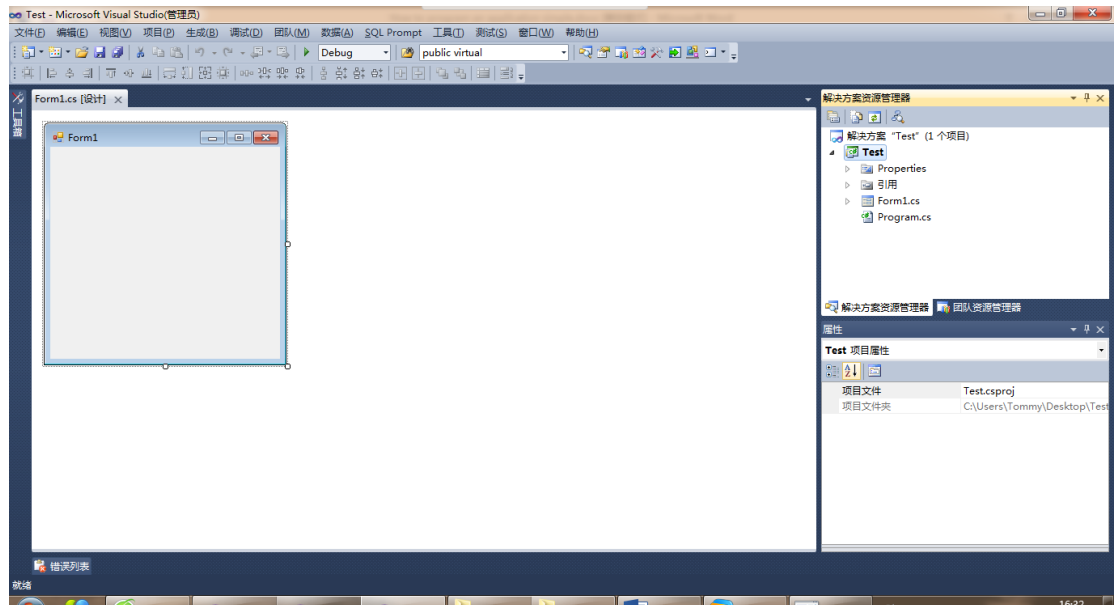 Test - Microsoft Visual Studio(管理员)
文件(F) 编辑(E) 视图(V) 项目(P) 生成(B) 调试(D) 团队(M) 数据(A) SQL Prompt 工具(T) 测试(S) 窗口(W) 帮助(H)
Debug public virtual
工具箱
Form1.cs [设计]
Form1
解决方案资源管理器
解决方案 "Test" (1 个项目)
Test
Properties
引用
Form1.cs
Program.cs
解决方案资源管理器 团队资源管理器
属性
Test 项目属性
项目文件 Test.csproj
项目文件夹 C:\Users\Tommy\Desktop\Test
错误列表
就绪
16:32